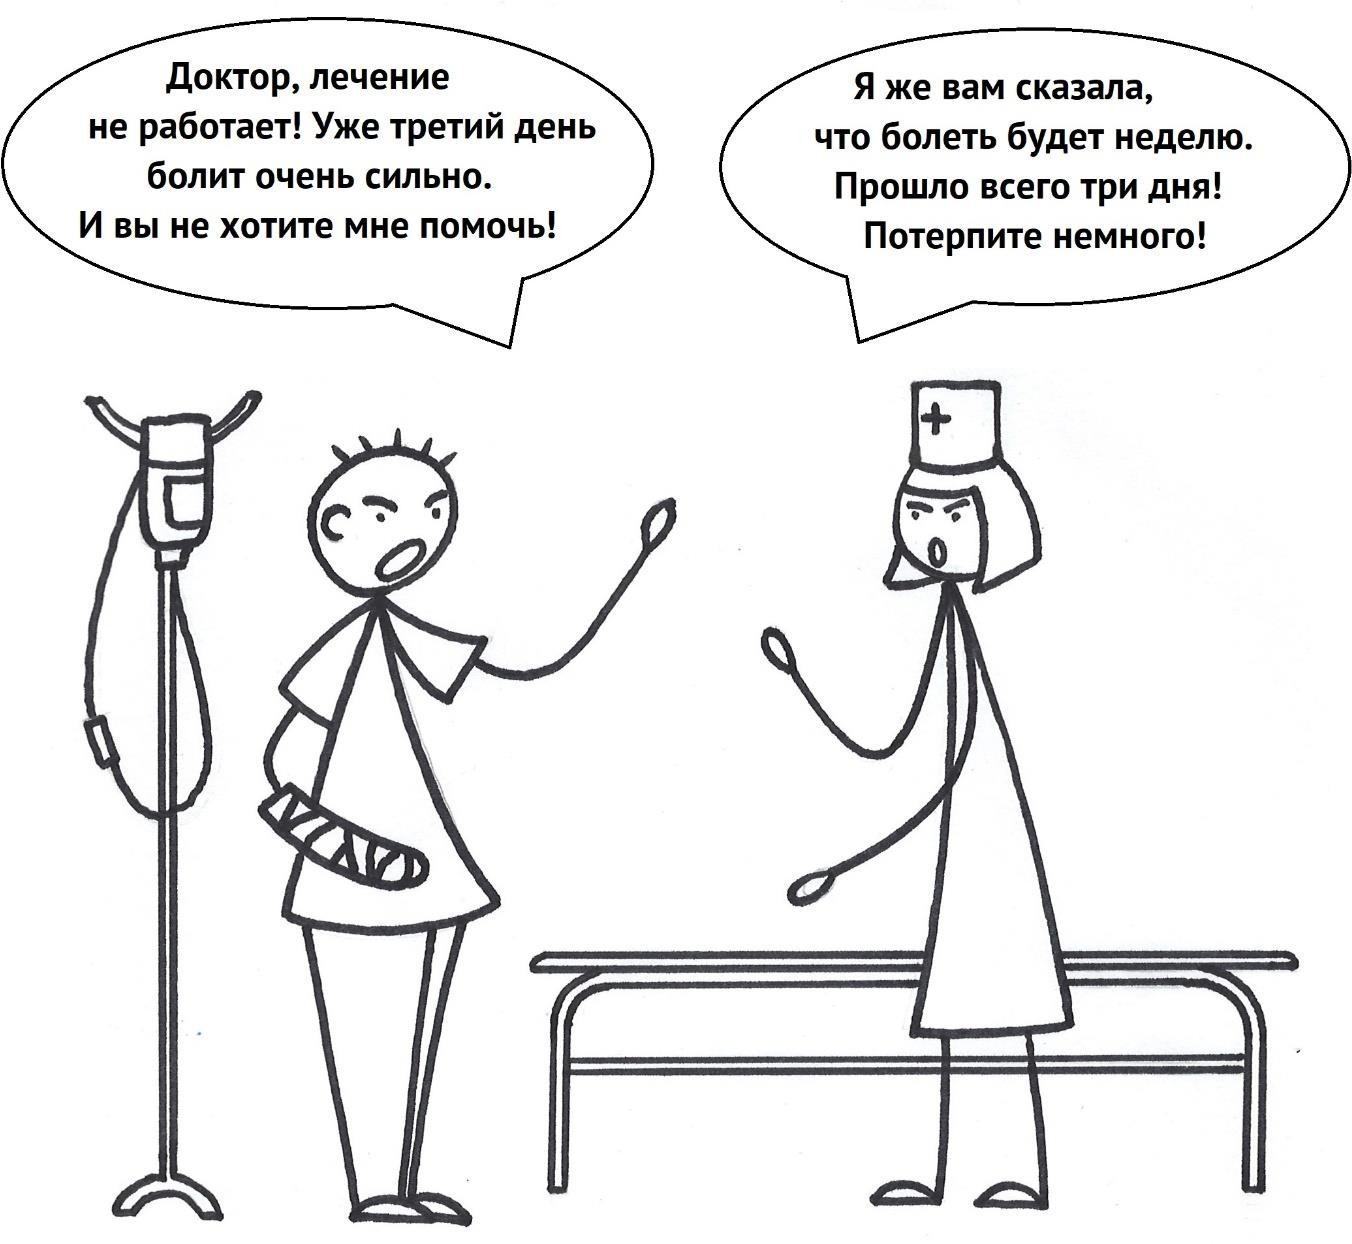 Доктор, лечение
не работает! Уже третий день
болит очень сильно.
И вы не хотите мне помочь!
Я же вам сказала,
что болеть будет неделю.
Прошло всего три дня!
Потерпите немного!